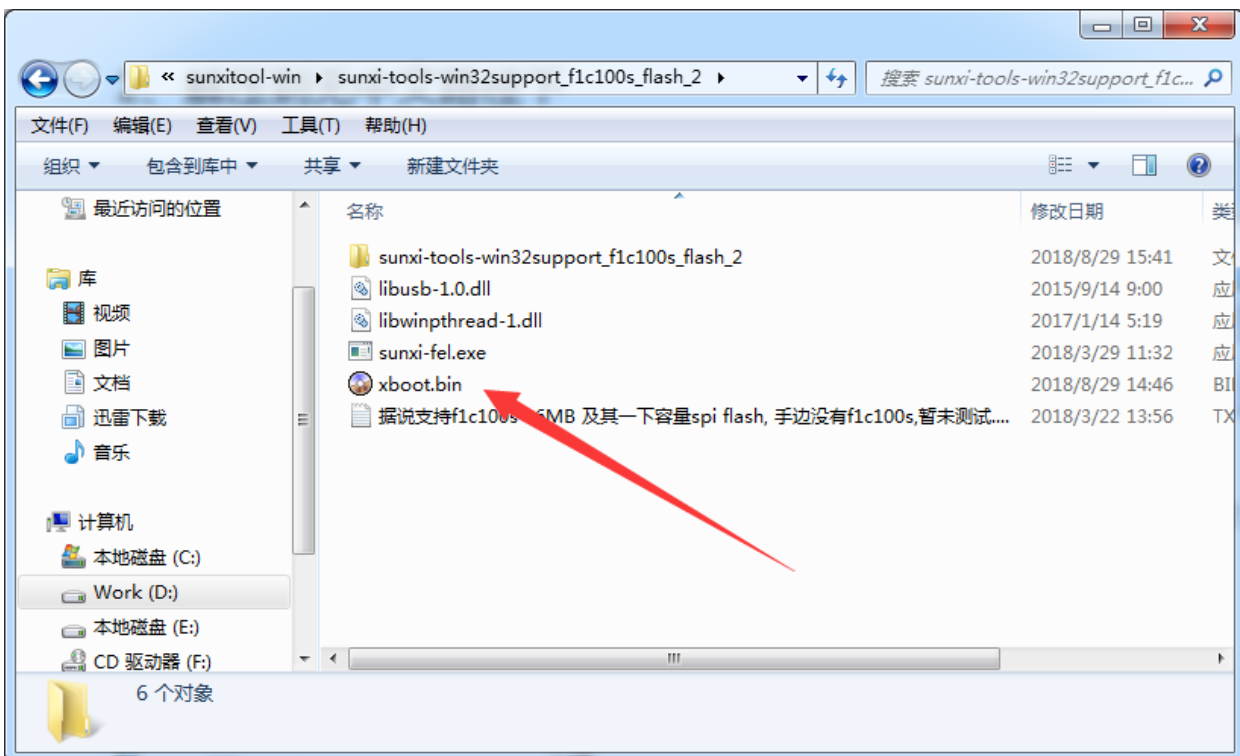 « sunxitool-win ▸ sunxi-tools-win32support_f1c100s_flash_2 ▸
搜索 sunxi-tools-win32support_f1c...
文件(F) 编辑(E) 查看(V) 工具(T) 帮助(H)
组织 包含到库中 共享 新建文件夹
最近访问的位置
库
视频
图片
文档
迅雷下载
音乐
计算机
本地磁盘 (C:)
Work (D:)
本地磁盘 (E:)
CD 驱动器 (F:)
名称 修改日期
sunxi-tools-win32support_f1c100s_flash_2 2018/8/29 15:41
libusb-1.0.dll 2015/9/14 9:00
libwinpthread-1.dll 2017/1/14 5:19
sunxi-fel.exe 2018/3/29 11:32
xboot.bin 2018/8/29 14:46 BI
据说支持f1c100s 6MB 及其一下容量spi flash, 手边没有f1c100s,暂未测试.... 2018/3/22 13:56 TX
6 个对象